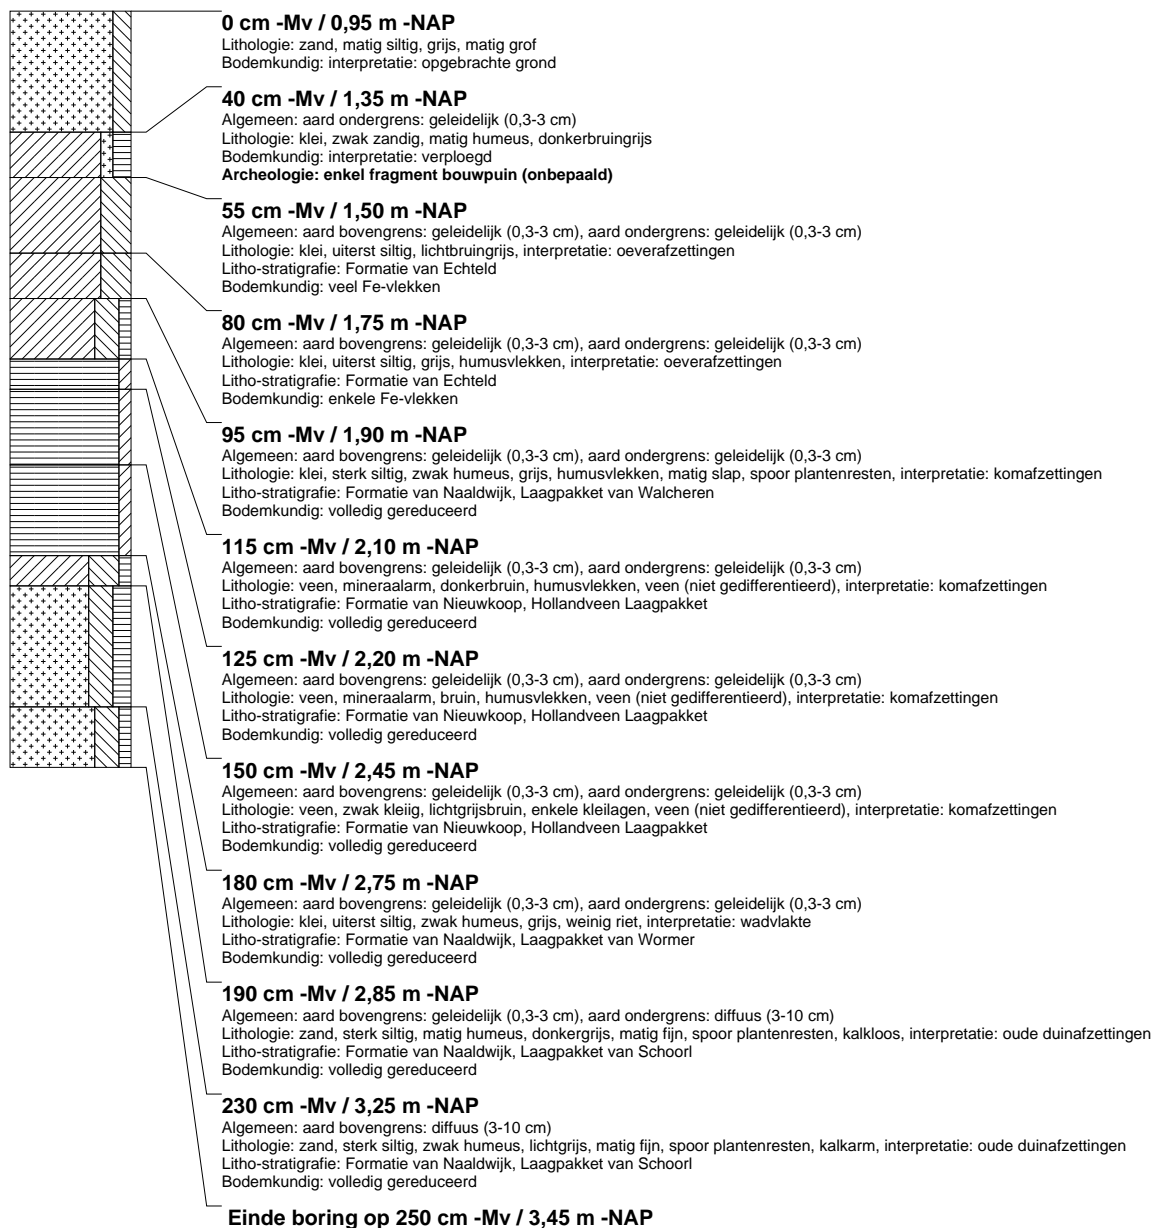 0 cm -Mv / 0,95 m -NAP
Lithologie: zand, matig siltig, grijs, matig grof
Bodemkundig: interpretatie: opgebrachte grond
40 cm -Mv / 1,35 m -NAP
Algemeen: aard ondergrens: geleidelijk (0,3-3 cm)
Lithologie: klei, zwak zandig, matig humeus, donkerbruingrijs
Bodemkundig: interpretatie: verploegd
Archeologie: enkel fragment bouwpuin (onbepaald)
55 cm -Mv / 1,50 m -NAP
Algemeen: aard bovengrens: geleidelijk (0,3-3 cm), aard ondergrens: geleidelijk (0,3-3 cm)
Lithologie: klei, uiterst siltig, lichtbruingrijs, interpretatie: oeverafzettingen
Litho-stratigrafie: Formatie van Echteld
Bodemkundig: veel Fe-vlekken
80 cm -Mv / 1,75 m -NAP
Algemeen: aard bovengrens: geleidelijk (0,3-3 cm), aard ondergrens: geleidelijk (0,3-3 cm)
Lithologie: klei, uiterst siltig, grijs, humusvlekken, interpretatie: oeverafzettingen
Litho-stratigrafie: Formatie van Echteld
Bodemkundig: enkele Fe-vlekken
95 cm -Mv / 1,90 m -NAP
Algemeen: aard bovengrens: geleidelijk (0,3-3 cm), aard ondergrens: geleidelijk (0,3-3 cm)
Lithologie: klei, sterk siltig, zwak humeus, grijs, humusvlekken, matig slap, spoor plantenresten, interpretatie: komafzettingen
Litho-stratigrafie: Formatie van Naaldwijk, Laagpakket van Walcheren
Bodemkundig: volledig gereduceerd
115 cm -Mv / 2,10 m -NAP
Algemeen: aard bovengrens: geleidelijk (0,3-3 cm), aard ondergrens: geleidelijk (0,3-3 cm)
Lithologie: veen, mineraalarm, donkerbruin, humusvlekken, veen (niet gedifferentieerd), interpretatie: komafzettingen
Litho-stratigrafie: Formatie van Nieuwkoop, Hollandveen Laagpakket
Bodemkundig: volledig gereduceerd
125 cm -Mv / 2,20 m -NAP
Algemeen: aard bovengrens: geleidelijk (0,3-3 cm), aard ondergrens: geleidelijk (0,3-3 cm)
Lithologie: veen, mineraalarm, bruin, humusvlekken, veen (niet gedifferentieerd), interpretatie: komafzettingen
Litho-stratigrafie: Formatie van Nieuwkoop, Hollandveen Laagpakket
Bodemkundig: volledig gereduceerd
150 cm -Mv / 2,45 m -NAP
Algemeen: aard bovengrens: geleidelijk (0,3-3 cm), aard ondergrens: geleidelijk (0,3-3 cm)
Lithologie: veen, zwak kleiig, lichtgrijsbruin, enkele kleilagen, veen (niet gedifferentieerd), interpretatie: komafzettingen
Litho-stratigrafie: Formatie van Nieuwkoop, Hollandveen Laagpakket
Bodemkundig: volledig gereduceerd
180 cm -Mv / 2,75 m -NAP
Algemeen: aard bovengrens: geleidelijk (0,3-3 cm), aard ondergrens: geleidelijk (0,3-3 cm)
Lithologie: klei, uiterst siltig, zwak humeus, grijs, weinig riet, interpretatie: wadvlakte
Litho-stratigrafie: Formatie van Naaldwijk, Laagpakket van Wormer
Bodemkundig: volledig gereduceerd
190 cm -Mv / 2,85 m -NAP
Algemeen: aard bovengrens: geleidelijk (0,3-3 cm), aard ondergrens: diffuus (3-10 cm)
Lithologie: zand, sterk siltig, matig humeus, donkergrijs, matig fijn, spoor plantenresten, kalkloos, interpretatie: oude duinafzettingen
Litho-stratigrafie: Formatie van Naaldwijk, Laagpakket van Schoorl
Bodemkundig: volledig gereduceerd
230 cm -Mv / 3,25 m -NAP
Algemeen: aard bovengrens: diffuus (3-10 cm)
Lithologie: zand, sterk siltig, zwak humeus, lichtgrijs, matig fijn, spoor plantenresten, kalkarm, interpretatie: oude duinafzettingen
Litho-stratigrafie: Formatie van Naaldwijk, Laagpakket van Schoorl
Bodemkundig: volledig gereduceerd
Einde boring op 250 cm -Mv / 3,45 m -NAP